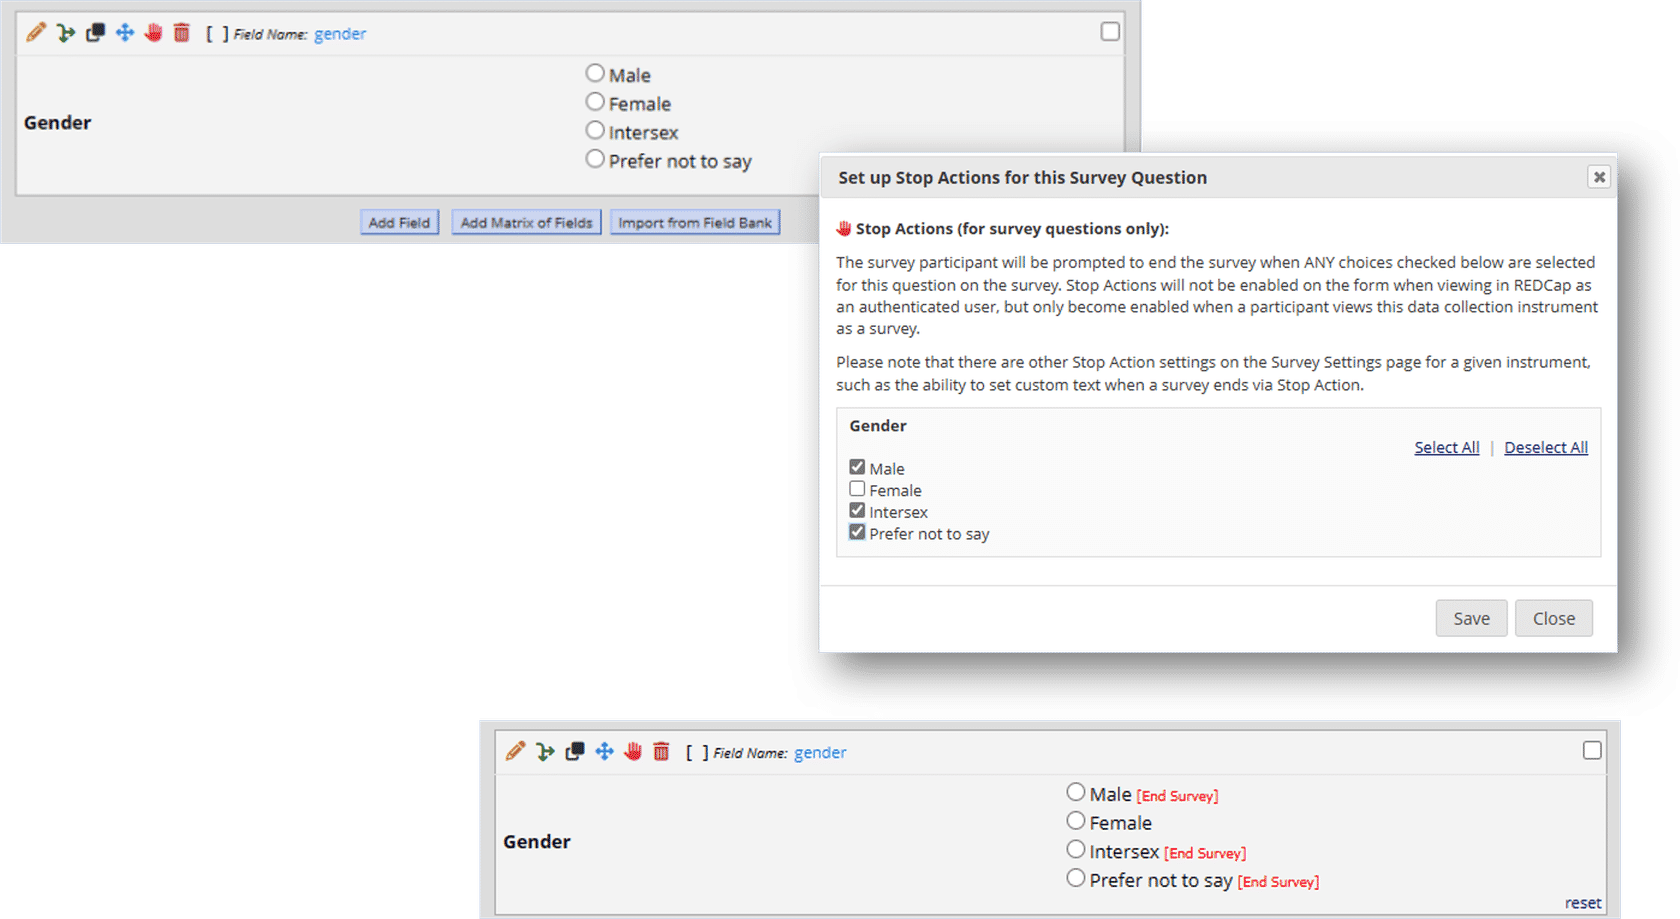 [ ] Field Name: gender
Gender
Male
Female
Intersex
Prefer not to say
Add Field
Add Matrix of Fields
Import from Field Bank
Set up Stop Actions for this Survey Question
Stop Actions (for survey questions only):
The survey participant will be prompted to end the survey when ANY choices checked below are selected
for this question on the survey. Stop Actions will not be enabled on the form when viewing in REDCap as
an authenticated user, but only become enabled when a participant views this data collection instrument
as a survey.
Please note that there are other Stop Action settings on the Survey Settings page for a given instrument,
such as the ability to set custom text when a survey ends via Stop Action.
Gender
Select All | Deselect All
Male
Female
Intersex
Prefer not to say
Save
Close
[ ] Field Name: gender
Gender
Male [End Survey]
Female
Intersex [End Survey]
Prefer not to say [End Survey]
reset